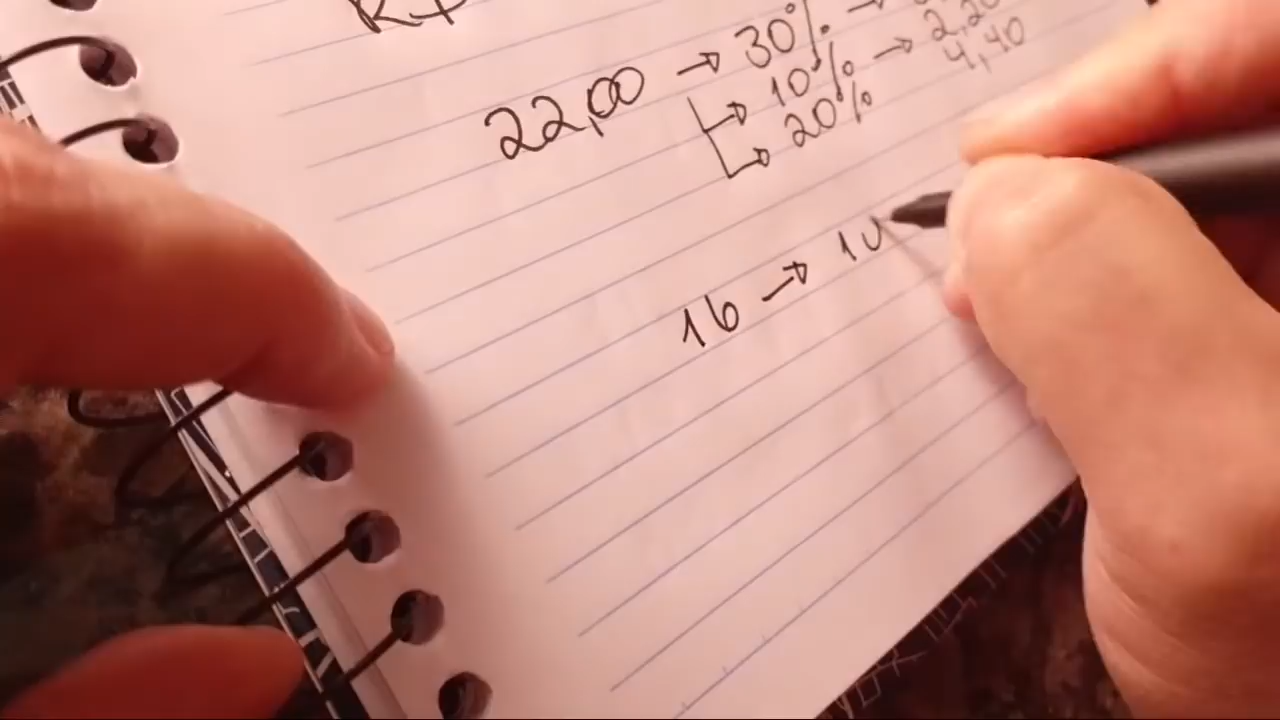 22,00 → 30% →
→ 10% → 2,20
→ 20% 4,40
16 → 10